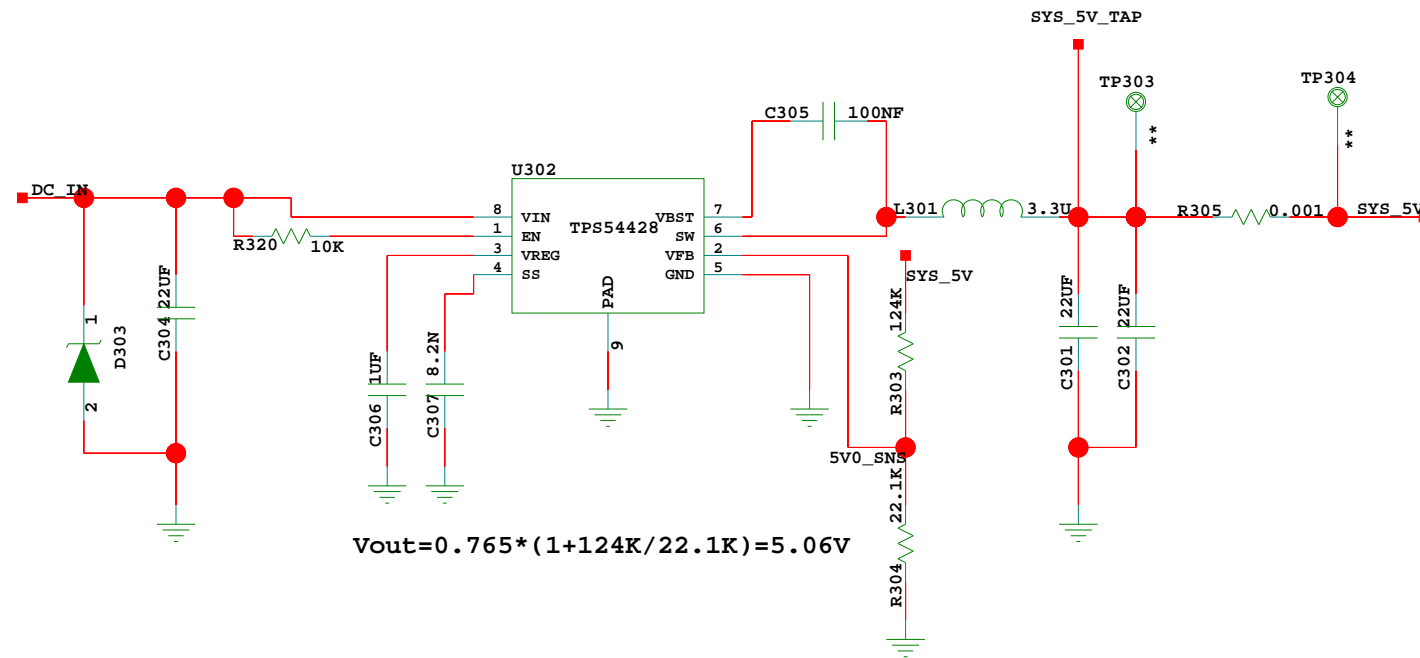 SYS_5V_TAP
TP303
TP304
C305
100NF
**
**
U302
DC_IN
8
VIN
VBST
7
L301
3.3U
R305
0.001
SYS_5V
1
EN
TPS54428
SW
6
R320
10K
3
VREG
VFB
2
4
SS
GND
5
SYS_5V
PAD
9
22UF
C304
1
D303
2
1UF
C306
8.2N
C307
124K
R303
22UF
C301
22UF
C302
5V0_SNS
22.1K
R304
Vout=0.765*(1+124K/22.1K)=5.06V